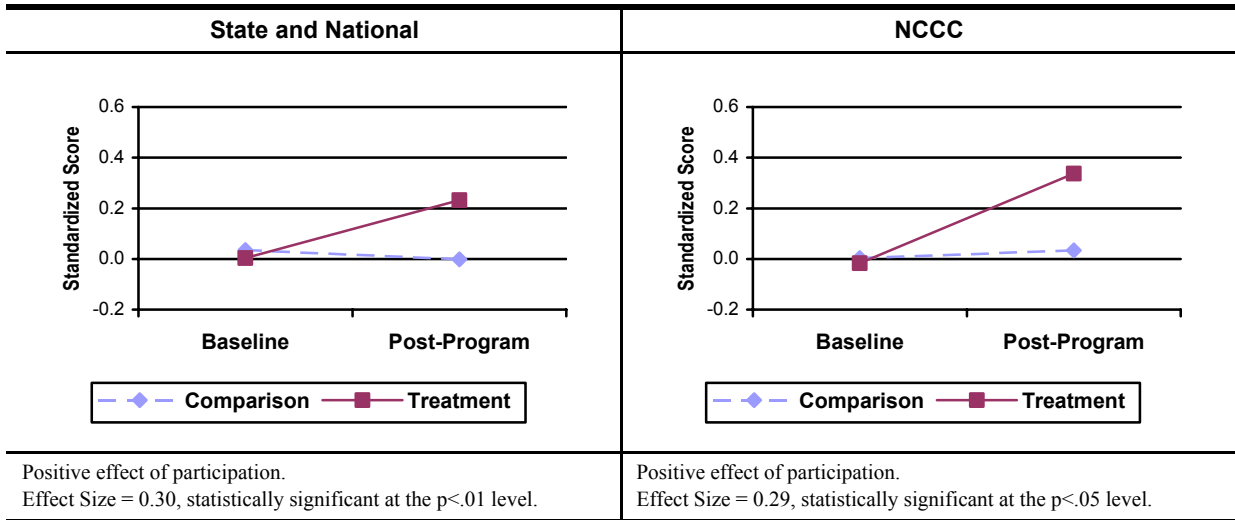 State and National
NCCC
Standardized Score
0.6
0.4
0.2
0.0
-0.2
Baseline Post-Program
Comparison Treatment
Standardized Score
0.6
0.4
0.2
0.0
-0.2
Baseline Post-Program
Comparison Treatment
Positive effect of participation.
Effect Size = 0.30, statistically significant at the p<.01 level.
Positive effect of participation.
Effect Size = 0.29, statistically significant at the p<.05 level.